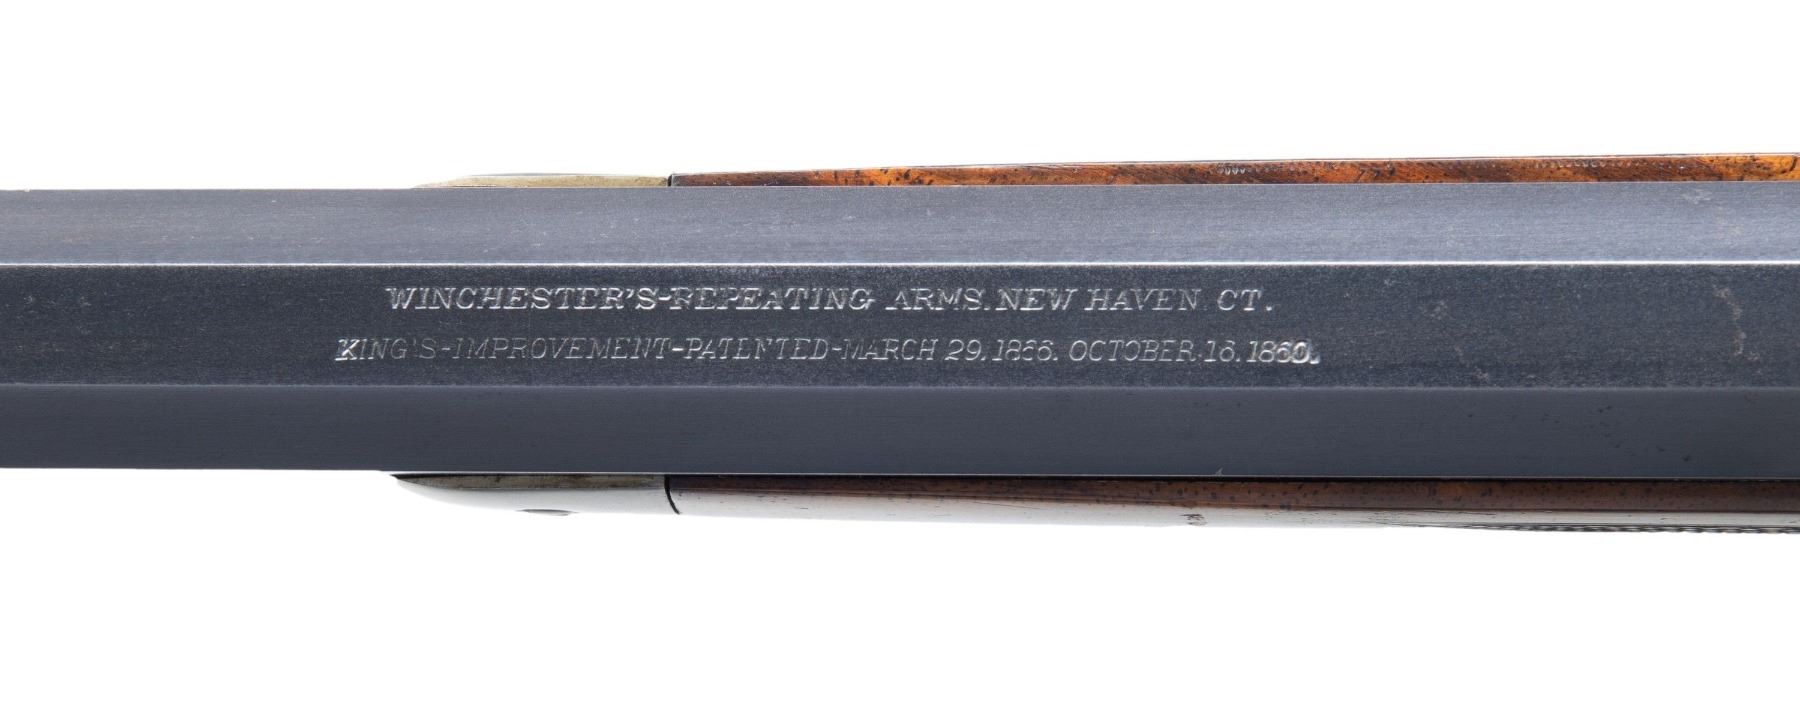 WINCHESTER'S-REPEATING ARMS. NEW HAVEN. CT.
KING'S-IMPROVEMENT-PATENTED-MARCH 29. 1866. OCTOBER 16. 1860.